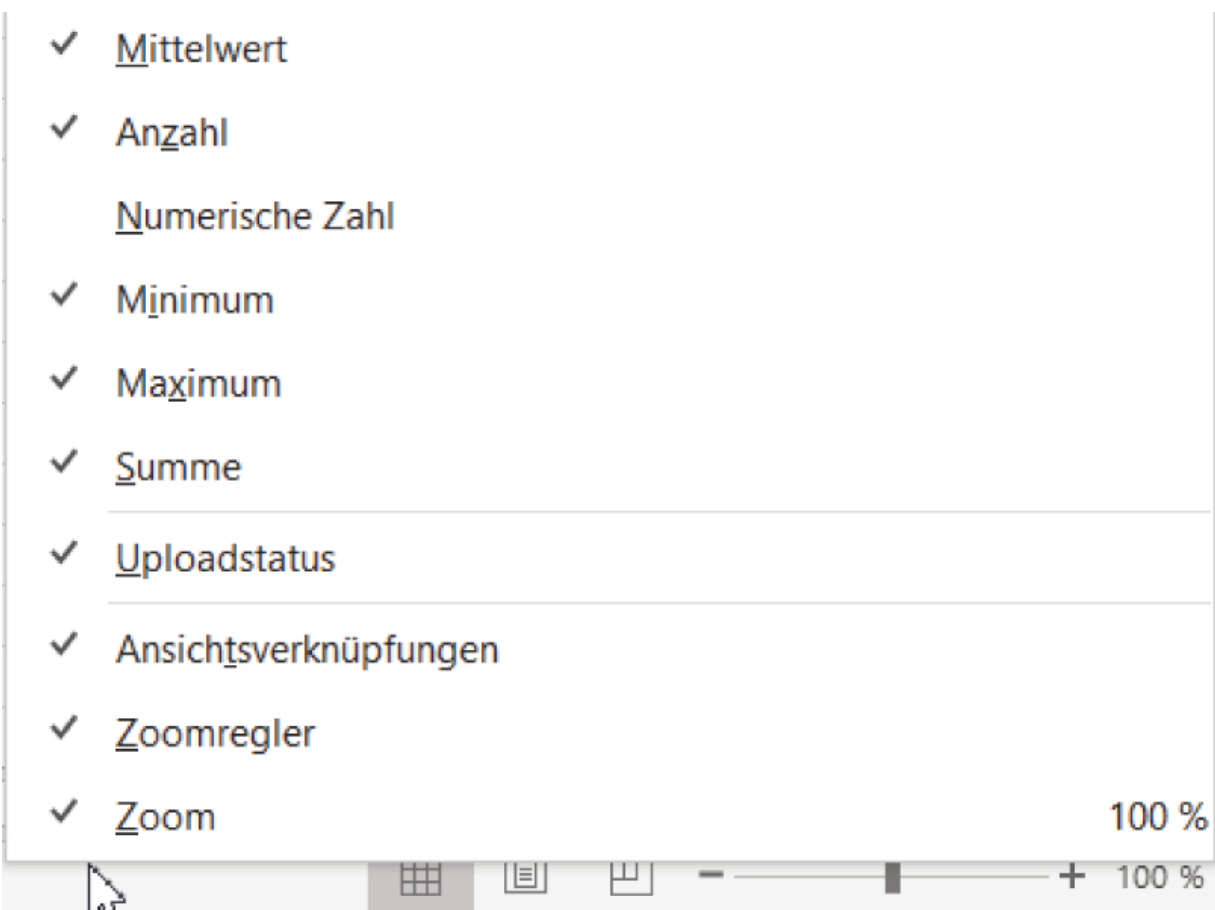 Mittelwert
Anzahl
Numerische Zahl
Minimum
Maximum
Summe
Uploadstatus
Ansichtsverknüpfungen
Zoomregler
Zoom 100 %
100 %